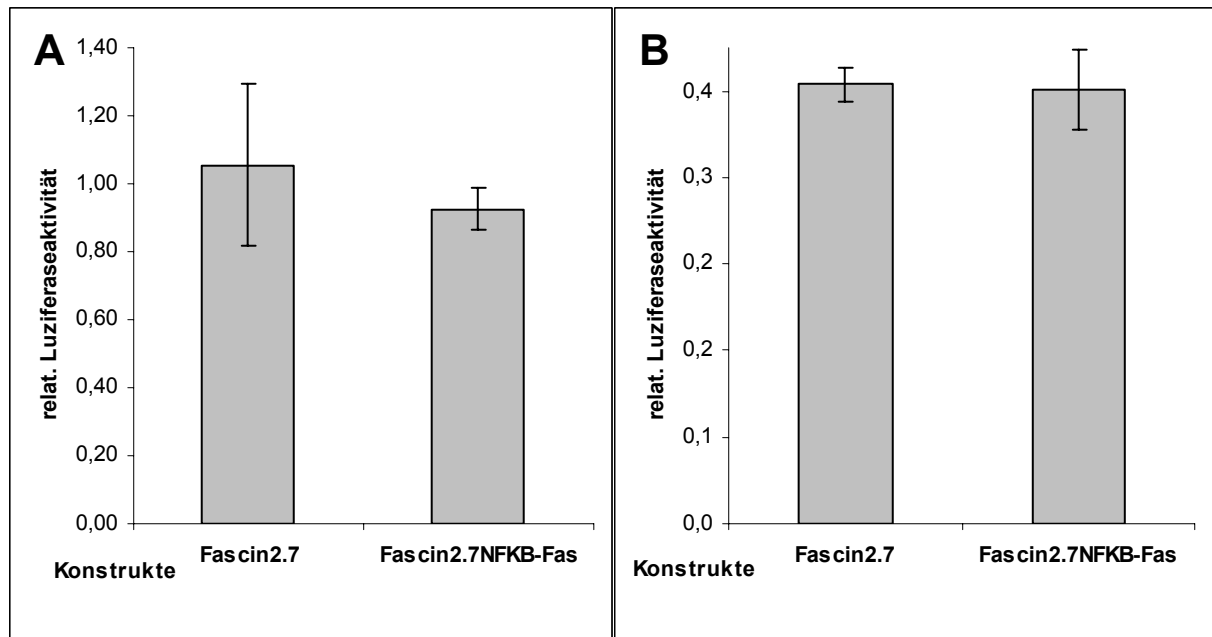 A
relat. Luziferaseaktivität
1,40
1,20
1,00
0,80
0,60
0,40
0,20
0,00
Konstrukte
Fascin2.7
Fascin2.7NFKB-Fas
B
relat. Luziferaseaktivität
0,4
0,3
0,2
0,2
0,1
0,0
Konstrukte
Fascin2.7
Fascin2.7NFKB-Fas